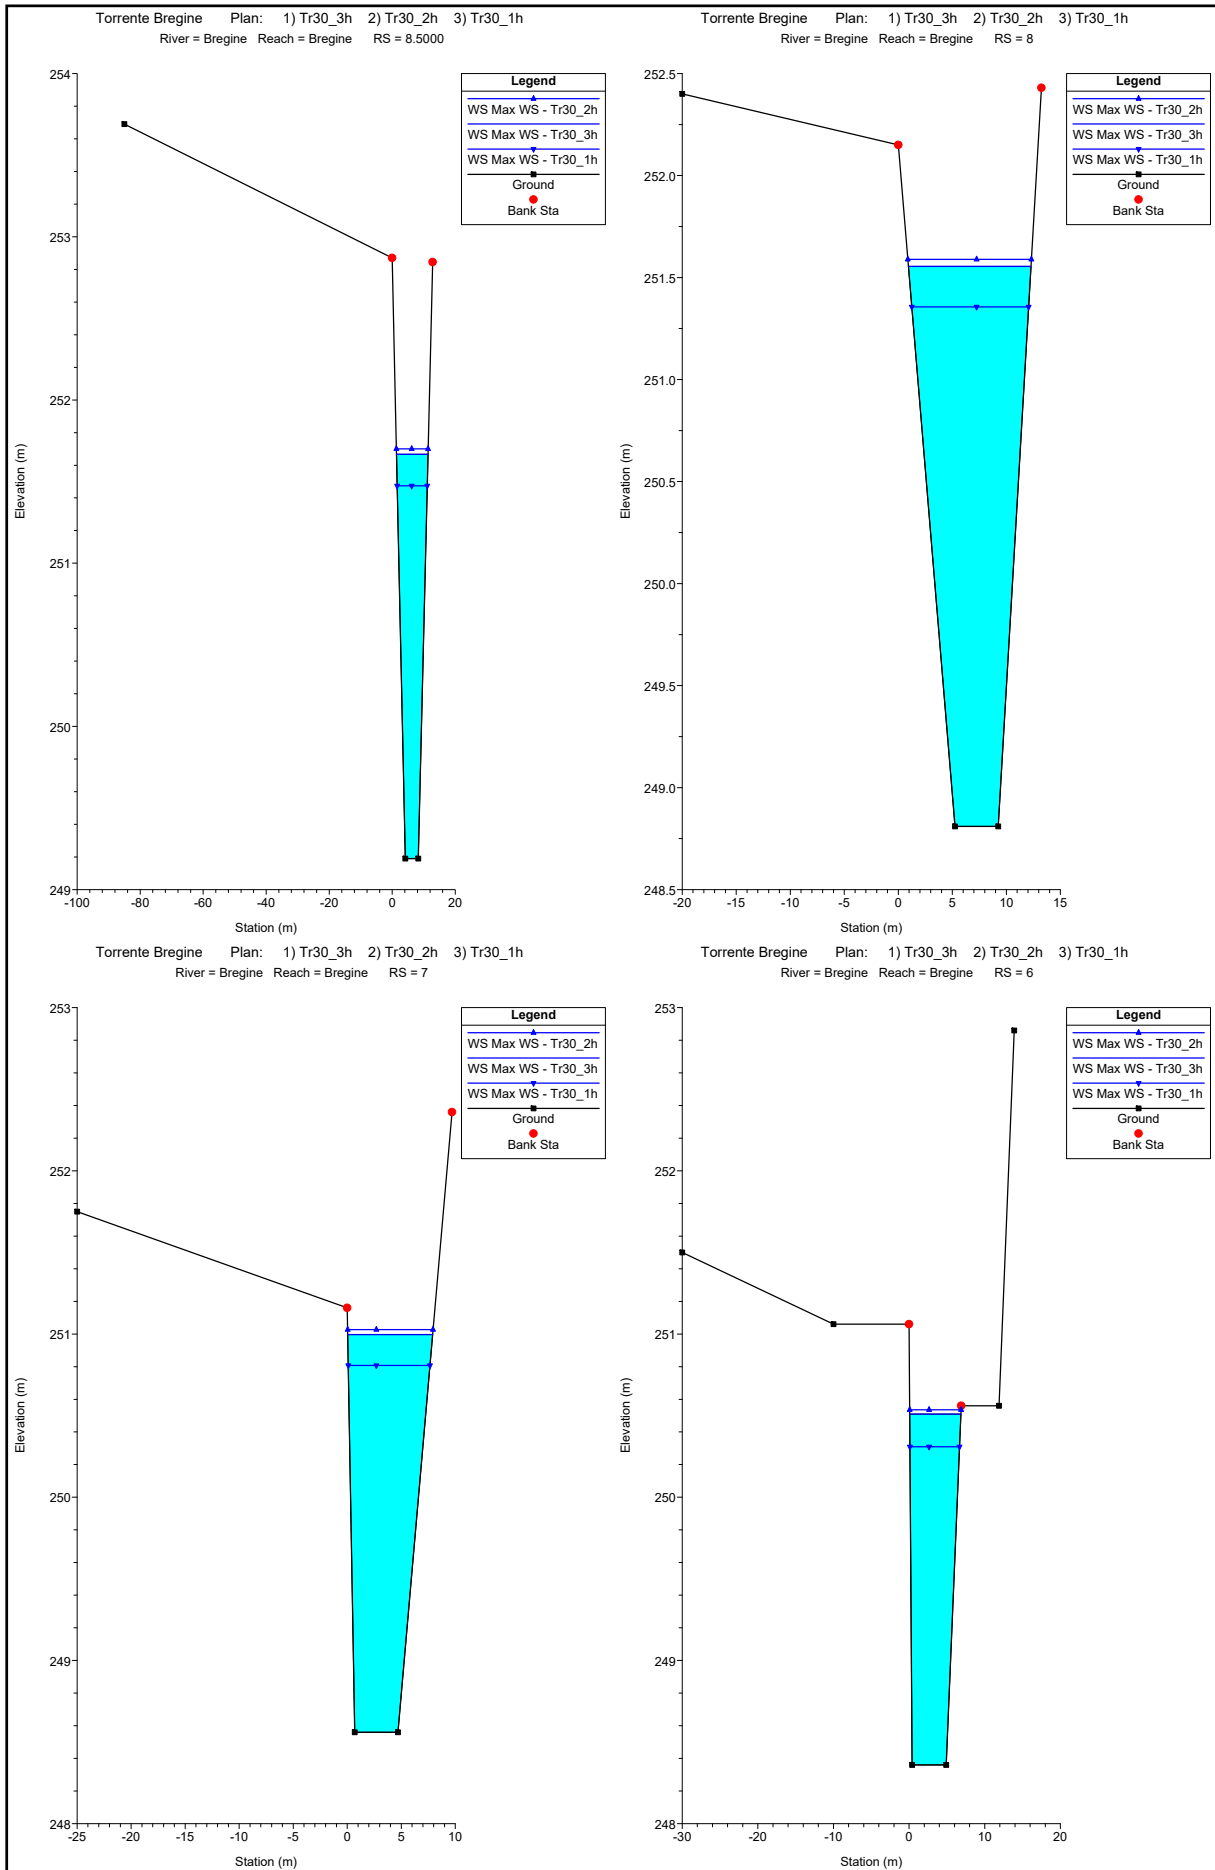 Torrente Bregine Plan: 1) Tr30_3h 2) Tr30_2h 3) Tr30_1h
River = Bregine Reach = Bregine RS = 8.5000
254
253
252
251
250
249
Elevation (m)
-100 -80 -60 -40 -20 0 20
Station (m)
Legend
WS Max WS - Tr30_2h
WS Max WS - Tr30_3h
WS Max WS - Tr30_1h
Ground
Bank Sta
Torrente Bregine Plan: 1) Tr30_3h 2) Tr30_2h 3) Tr30_1h
River = Bregine Reach = Bregine RS = 8
252.5
252.0
251.5
251.0
250.5
250.0
249.5
249.0
248.5
Elevation (m)
-20 -15 -10 -5 0 5 10 15
Station (m)
Legend
WS Max WS - Tr30_2h
WS Max WS - Tr30_3h
WS Max WS - Tr30_1h
Ground
Bank Sta
Torrente Bregine Plan: 1) Tr30_3h 2) Tr30_2h 3) Tr30_1h
River = Bregine Reach = Bregine RS = 7
253
252
251
250
249
248
Elevation (m)
-25 -20 -15 -10 -5 0 5 10
Station (m)
Legend
WS Max WS - Tr30_2h
WS Max WS - Tr30_3h
WS Max WS - Tr30_1h
Ground
Bank Sta
Torrente Bregine Plan: 1) Tr30_3h 2) Tr30_2h 3) Tr30_1h
River = Bregine Reach = Bregine RS = 6
253
252
251
250
249
248
Elevation (m)
-30 -20 -10 0 10 20
Station (m)
Legend
WS Max WS - Tr30_2h
WS Max WS - Tr30_3h
WS Max WS - Tr30_1h
Ground
Bank Sta